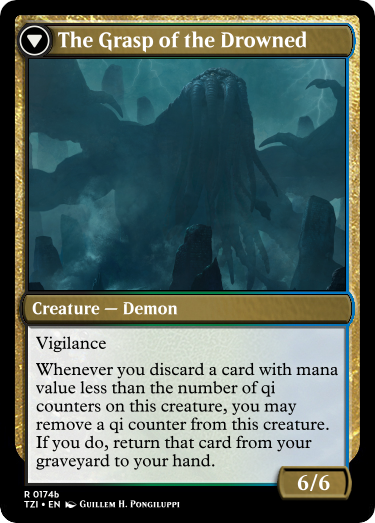 The Grasp of the Drowned
Creature — Demon
Vigilance
Whenever you discard a card with mana
value less than the number of qi
counters on this creature, you may
remove a qi counter from this creature.
If you do, return that card from your
graveyard to your hand.
6/6
R 0174b
TZI • EN Guillem H. Pongiluppi